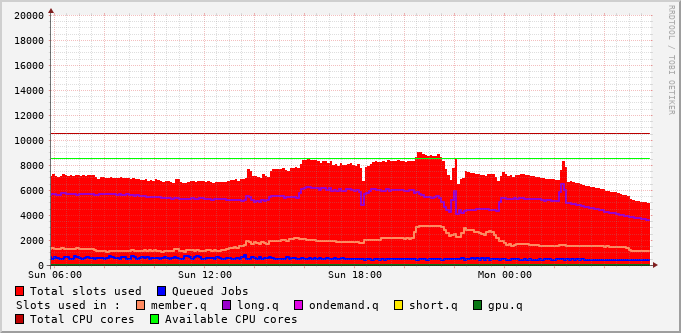 20000
18000
16000
14000
12000
10000
8000
6000
4000
2000
0
Sun 06:00 Sun 12:00 Sun 18:00 Mon 00:00
Total slots used Queued Jobs
Slots used in : member.q long.q ondemand.q short.q gpu.q
Total CPU cores Available CPU cores
RRDTOOL / TOBI OETIKER